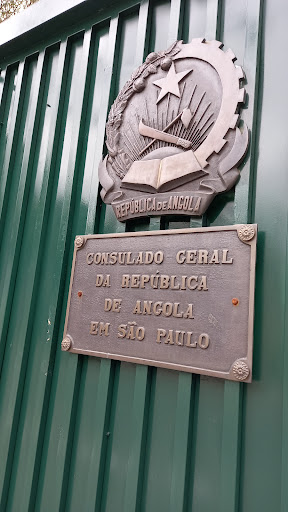 REPÚBLICA DE ANGOLA
CONSULADO GERAL
DA REPÚBLICA
DE ANGOLA
EM SÃO PAULO